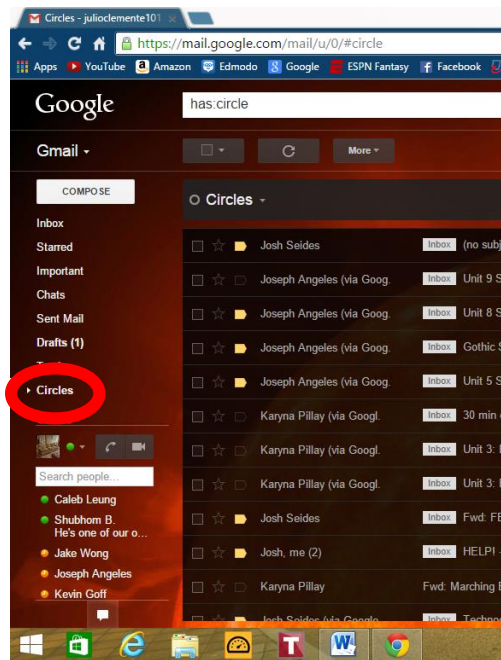 Circles - julioclemente101
https://mail.google.com/mail/u/0/#circle
Apps YouTube Amazon Edmodo Google ESPN Fantasy Facebook
Google has:circle
Gmail More
COMPOSE
Circles
Inbox
Starred
Important
Chats
Sent Mail
Drafts (1)
Circles
Search people...
Caleb Leung
Shubhom B.
He's one of our o...
Jake Wong
Joseph Angeles
Kevin Goff
Josh Seides Inbox (no subj
Joseph Angeles (via Goog. Inbox Unit 9 S
Joseph Angeles (via Goog. Inbox Unit 8 S
Joseph Angeles (via Goog. Inbox Gothic S
Joseph Angeles (via Goog. Inbox Unit 5 S
Karyna Pillay (via Googl. Inbox 30 min
Karyna Pillay (via Googl. Inbox Unit 3:
Karyna Pillay (via Googl. Inbox Unit 3:
Josh Seides Inbox Fwd: FE
Josh, me (2) Inbox HELP! -
Karyna Pillay Fwd: Marching B
Josh Seides (via Google Inbox Techno